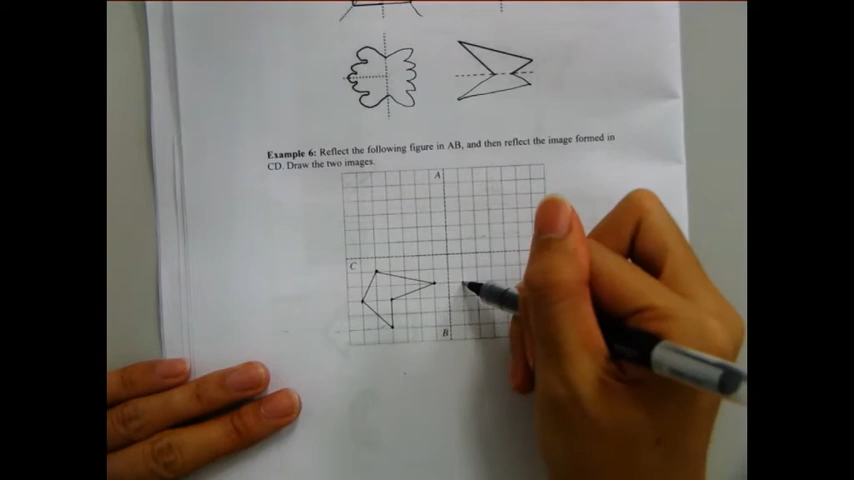 Example 6: Reflect the following figure in AB, and then reflect the image formed in
CD. Draw the two images.
A
C
B